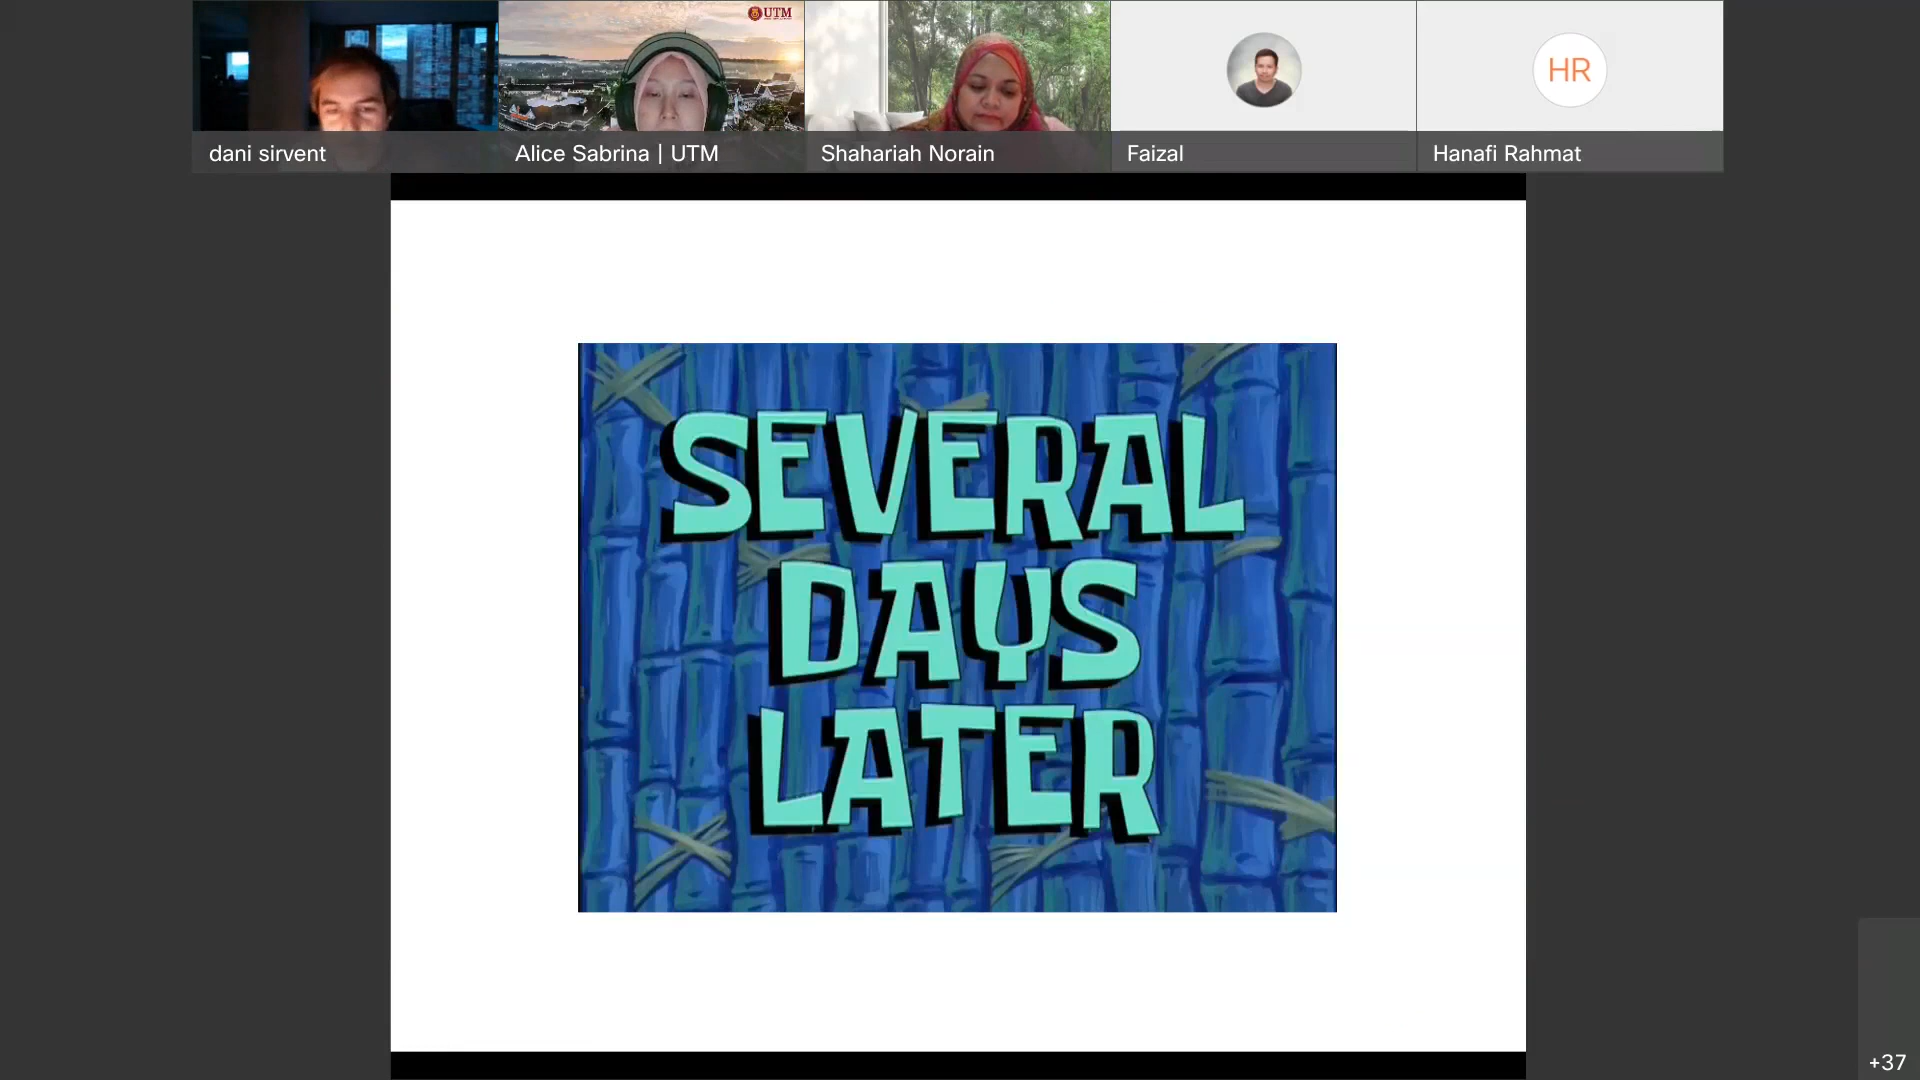 UTM
dani sirvent
Alice Sabrina | UTM
Shahariah Norain
Faizal
HR
Hanafi Rahmat
SEVERAL
DAYS
LATER
+37